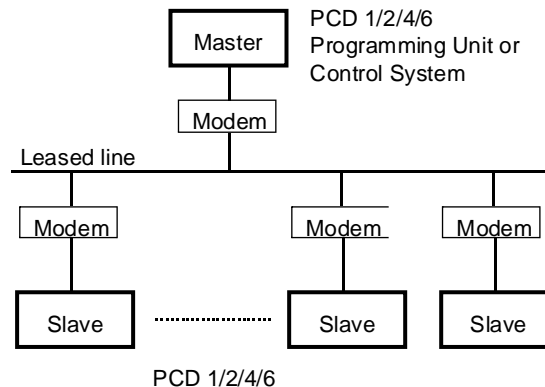 PCD 1/2/4/6
Master
Programming Unit or
Control System
Modem
Leased line
Modem
Modem
Modem
Slave
Slave
Slave
PCD 1/2/4/6